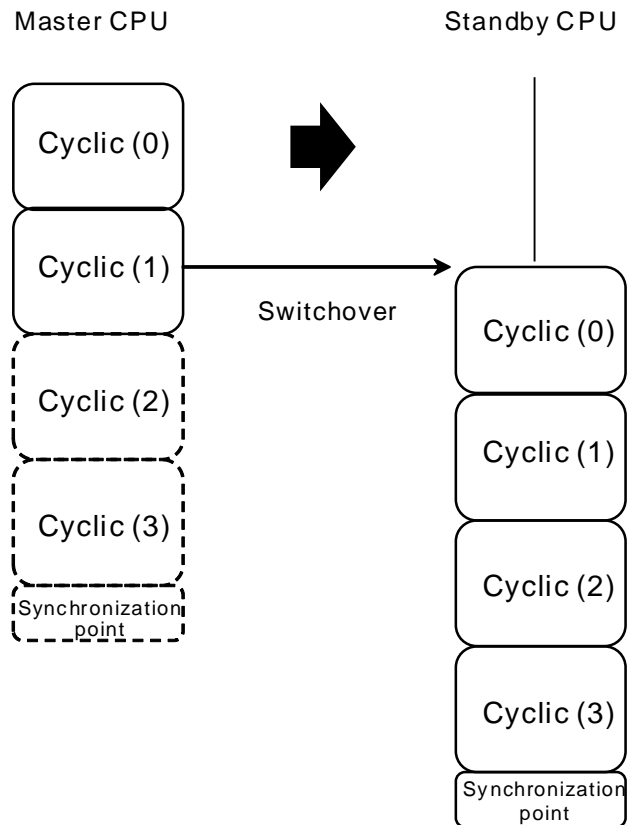 Master CPU
Standby CPU
Cyclic (0)
Cyclic (1)
Switchover
Cyclic (2)
Cyclic (3)
Synchronization
point
Cyclic (0)
Cyclic (1)
Cyclic (2)
Cyclic (3)
Synchronization
point